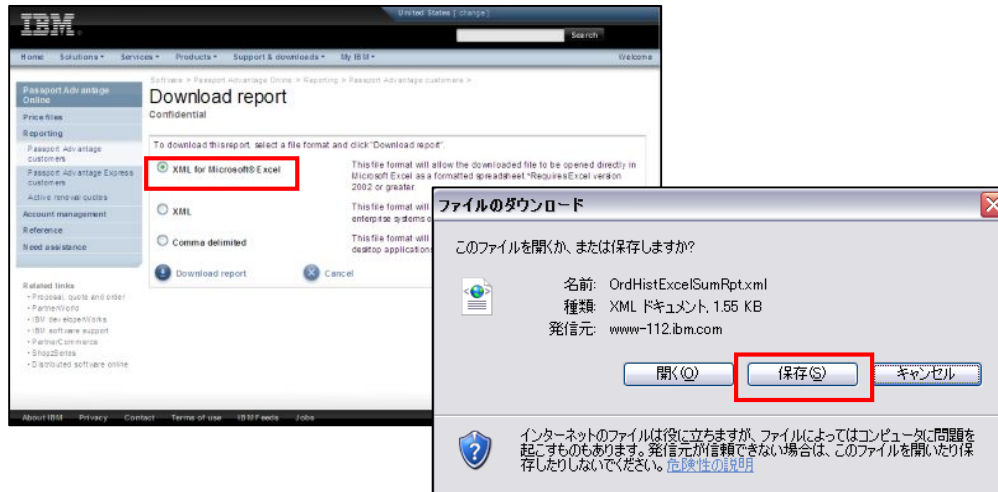 IBM
United States [ change ]
Search
Home Solutions Services Products Support & downloads My IBM Welcome
Software > Passport Advantage Online > Reporting > Passport Advantage customers >
Passport Advantage
Online
Download report
Confidential
Price files
Reporting
Passport Advantage
customers
Passport Advantage Express
customers
Active renewal quotes
Account management
Reference
Need assistance
To download this report, select a file format and click "Download report".
XML for Microsoft® Excel
This file format will allow the downloaded file to be opened directly in
Microsoft Excel as a formatted spreadsheet. *Requires Excel version
2002 or greater.
XML
This file format will
enterprise systems o
Comma delimited
This file format will
desktop applications
Download report
Cancel
Related links
• Proposal, quote and order
• PartnerWorld
• IBM developerWorks
• IBM software support
• PartnerCommerce
• ShopzSeries
• Distributed software online
About IBM Privacy Contact Terms of use IBM Feeds Jobs
ファイルのダウンロード
このファイルを開くか、または保存しますか?
名前: OrdHistExcelSumRpt.xml
種類: XML ドキュメント, 1.55 KB
発信元: www-112.ibm.com
開く(O)
保存(S)
キャンセル
インターネットのファイルは役に立ちますが、ファイルによってはコンピュータに問題を
起こすものもあります。発信元が信頼できない場合は、このファイルを開いたり保
存したりしないでください。危険性の説明